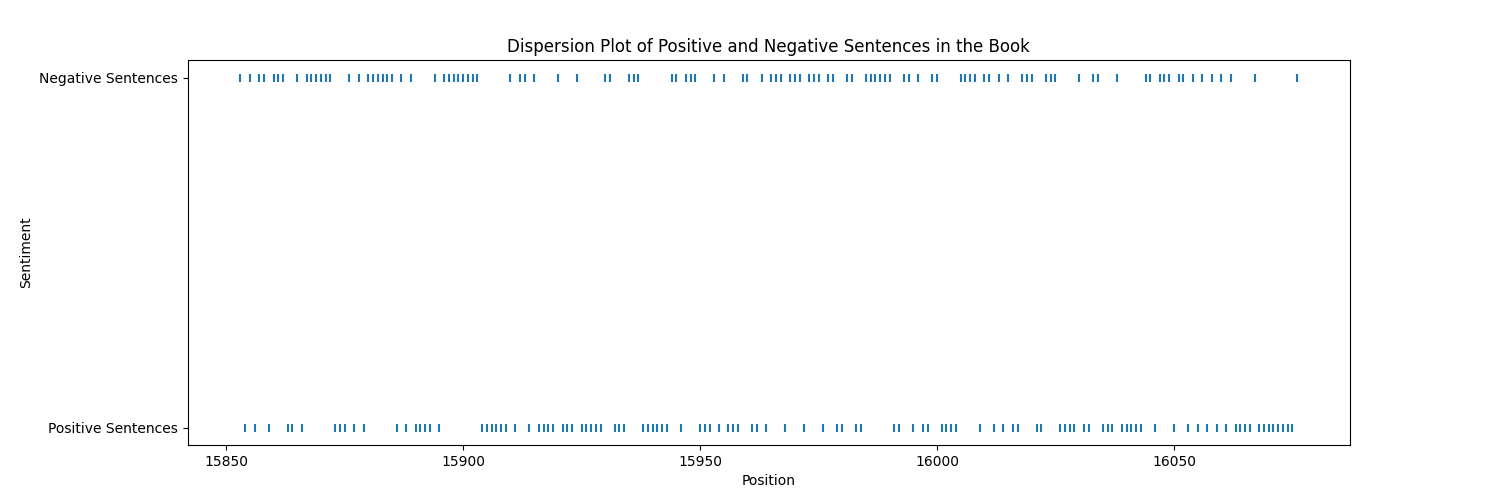 Dispersion Plot of Positive and Negative Sentences in the Book
Negative Sentences
Sentiment
Positive Sentences
15850 15900 15950 16000 16050
Position